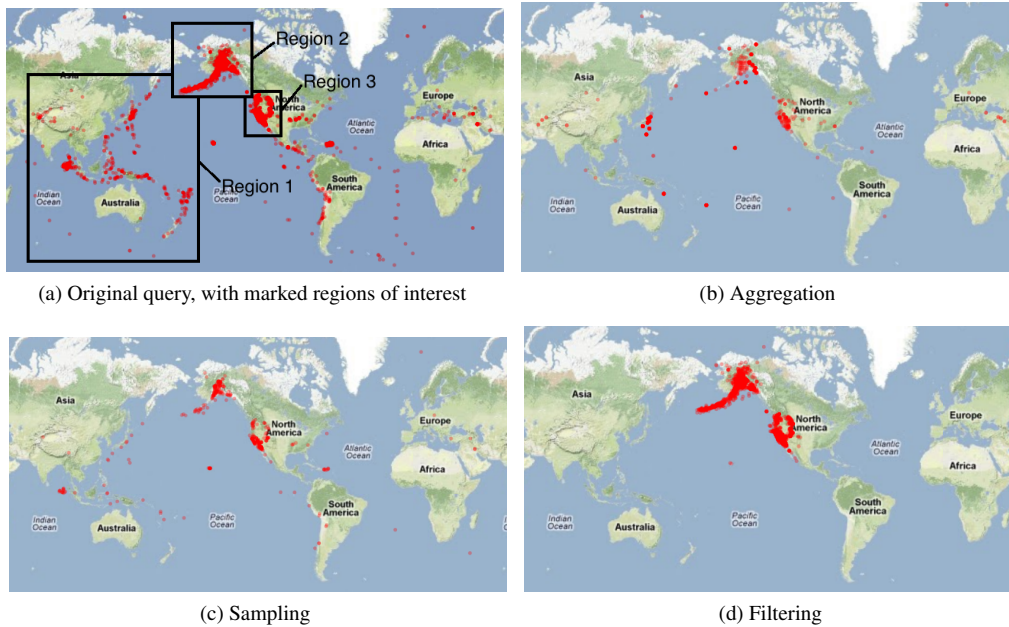 Region 2
Asia
Region 3
North
America
Europe
Atlantic
Ocean
Africa
Region 1
Pacific
Ocean
South
America
Indian
Ocean
Australia
(a) Original query, with marked regions of interest
Asia
North
America
Europe
Atlantic
Ocean
Africa
Indian
Ocean
Australia
Pacific
Ocean
South
America
(b) Aggregation
Asia
North
America
Europe
Atlantic
Ocean
Africa
Indian
Ocean
Australia
Pacific
Ocean
South
America
(c) Sampling
Asia
North
America
Europe
Atlantic
Ocean
Africa
Indian
Ocean
Australia
Pacific
Ocean
South
America
(d) Filtering